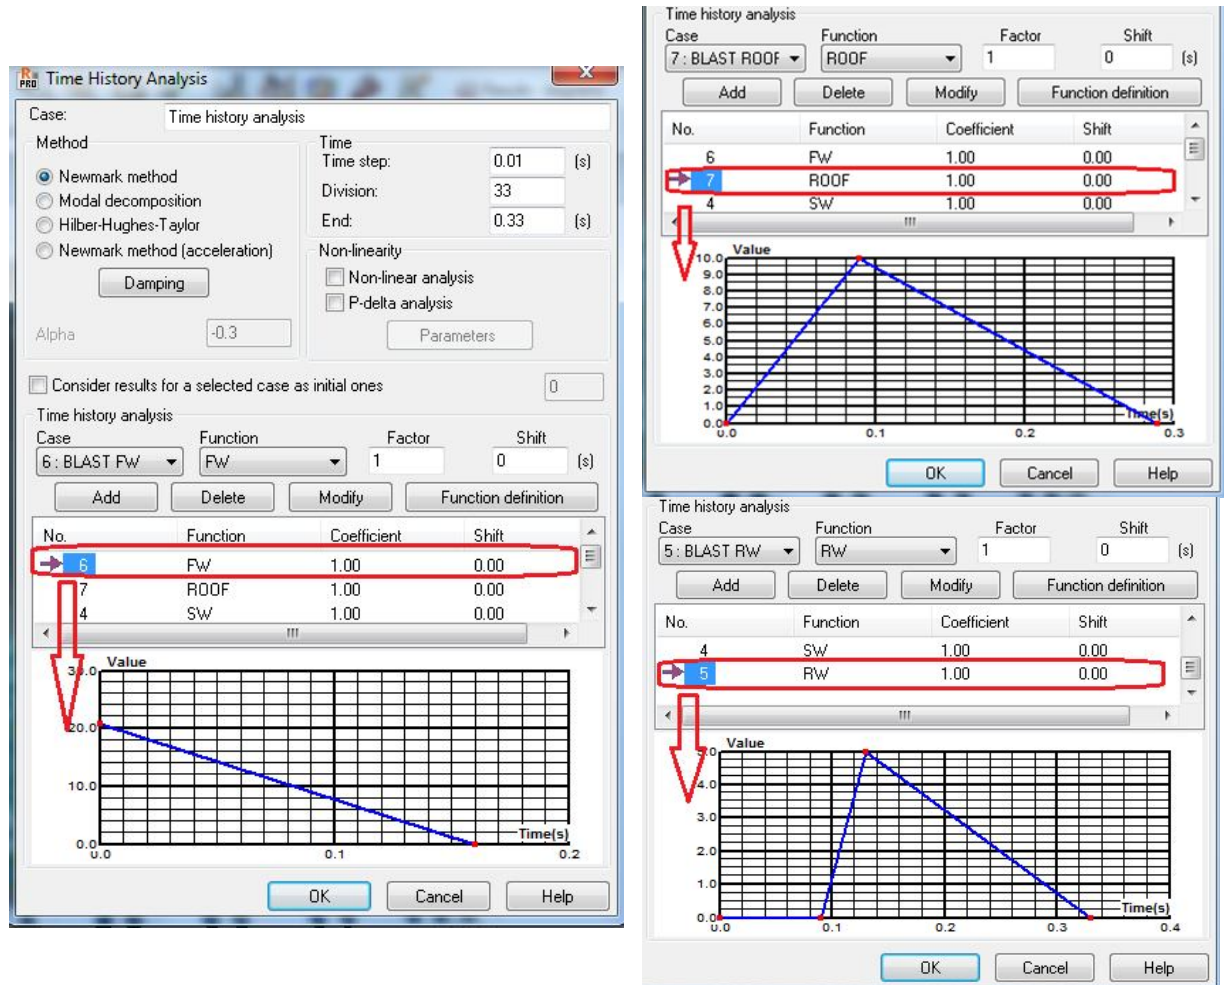 Time History Analysis
Case: Time history analysis
Method
Newmark method
Modal decomposition
Hilber-Hughes-Taylor
Newmark method (acceleration)
Damping
Alpha -0.3
Time
Time step: 0.01 (s)
Division: 33
End: 0.33 (s)
Non-linearity
Non-linear analysis
P-delta analysis
Parameters
Consider results for a selected case as initial ones 0
Time history analysis
Case Function Factor Shift
6 : BLAST FW FW 1 0 (s)
Add Delete Modify Function definition
No. Function Coefficient Shift
6 FW 1.00 0.00
7 ROOF 1.00 0.00
4 SW 1.00 0.00
Value
30.0
20.0
10.0
0.0
Time(s)
0.0 0.1 0.2
OK Cancel Help
Time history analysis
Case Function Factor Shift
7 : BLAST ROOF ROOF 1 0 (s)
Add Delete Modify Function definition
No. Function Coefficient Shift
6 FW 1.00 0.00
7 ROOF 1.00 0.00
4 SW 1.00 0.00
Value
10.0
9.0
8.0
7.0
6.0
5.0
4.0
3.0
2.0
1.0
0.0
Time(s)
0.0 0.1 0.2 0.3
OK Cancel Help
Time history analysis
Case Function Factor Shift
5 : BLAST RW RW 1 0 (s)
Add Delete Modify Function definition
No. Function Coefficient Shift
4 SW 1.00 0.00
5 RW 1.00 0.00
Value
5.0
4.0
3.0
2.0
1.0
0.0
Time(s)
0.0 0.1 0.2 0.3 0.4
OK Cancel Help